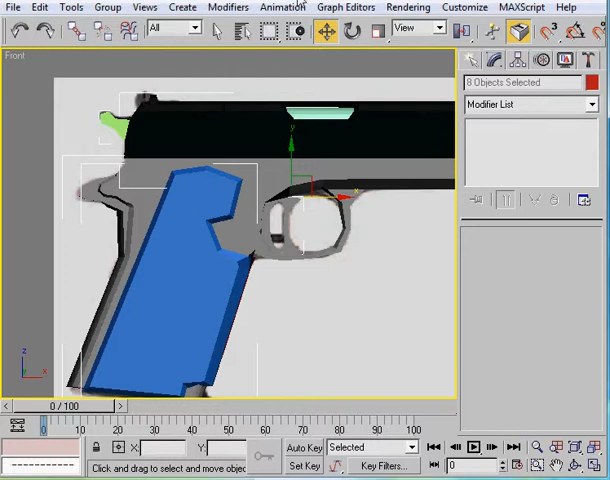 File Edit Tools Group Views Create Modifiers Animation Graph Editors Rendering Customize MAXScript Help
All View 3
Front
8 Objects Selected
Modifier List
y
x
z
x
0 / 100
0 10 20 30 40 50 60 70 80 90 100
X: Y: Auto Key Selected
Click and drag to select and move objec Set Key Key Filters... 0